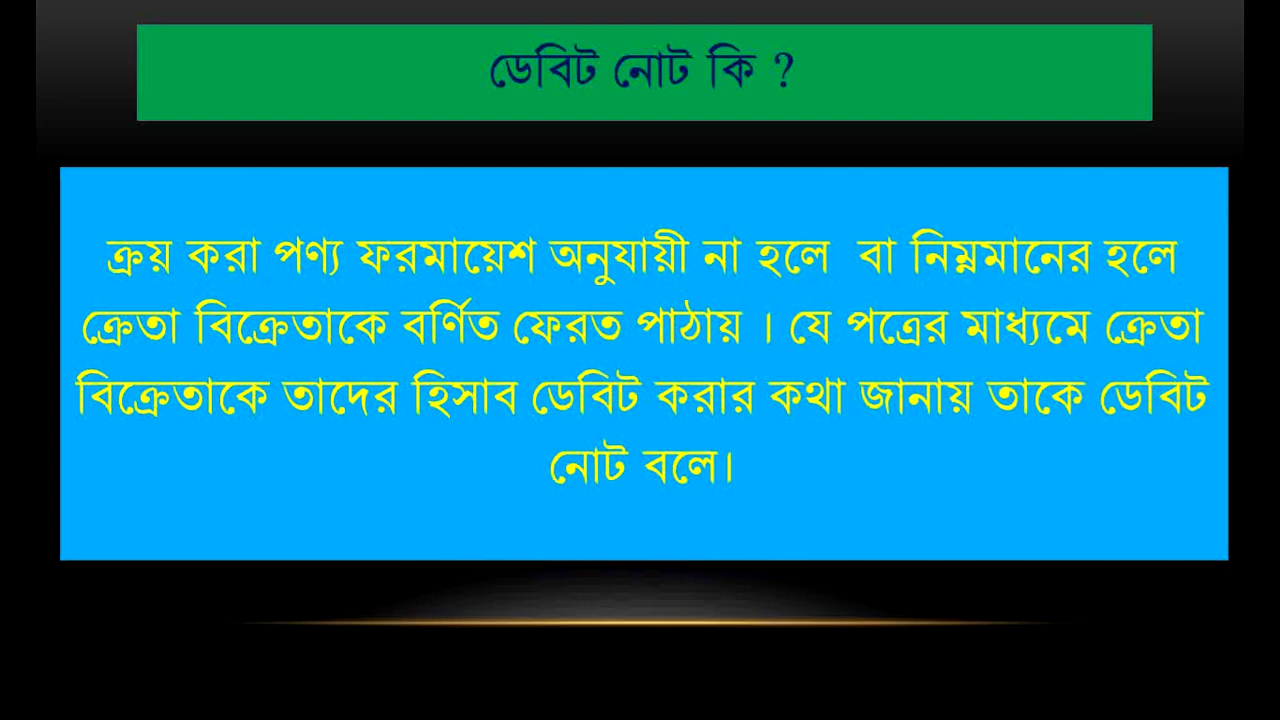 ডেবিট নোট কি ?
ক্রয় করা পণ্য ফরমায়েশ অনুযায়ী না হলে বা নিম্নমানের হলে
ক্রেতা বিক্রেতাকে বর্ণিত ফেরত পাঠায় । যে পত্রের মাধ্যমে ক্রেতা
বিক্রেতাকে তাদের হিসাব ডেবিট করার কথা জানায় তাকে ডেবিট
নোট বলে।